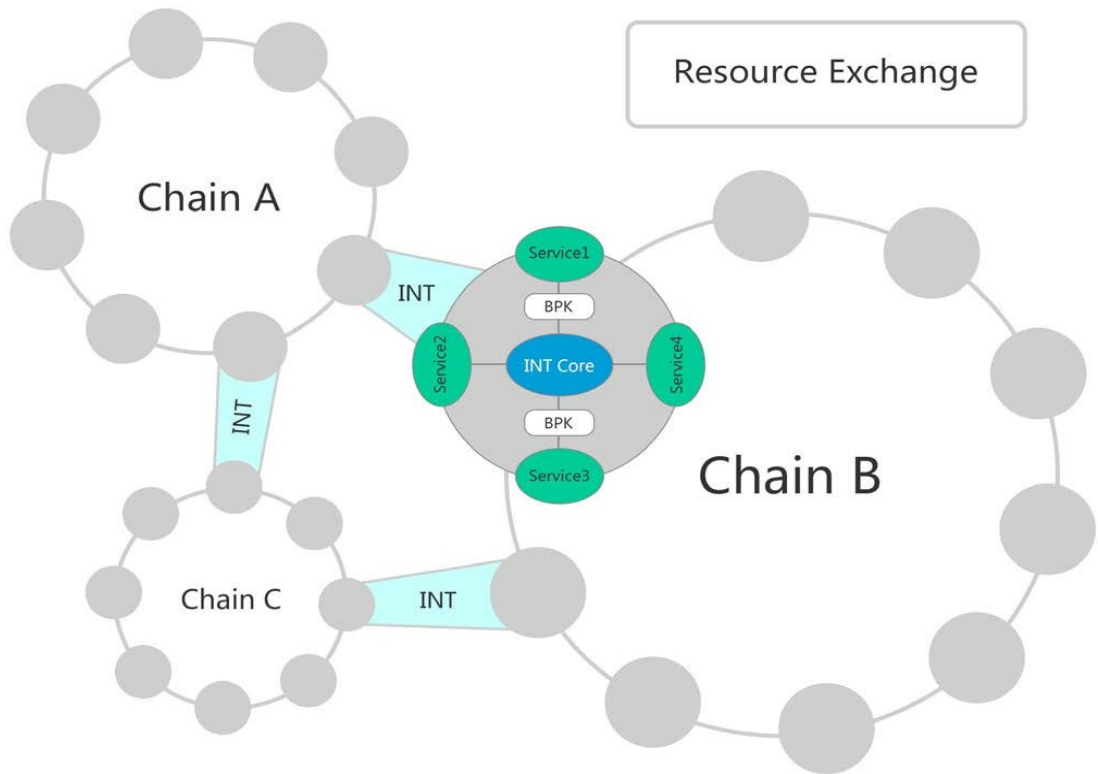 Resource Exchange
Chain A
Service1
INT
BPK
Service2
INT Core
Service4
INT
BPK
Service3
Chain B
Chain C
INT